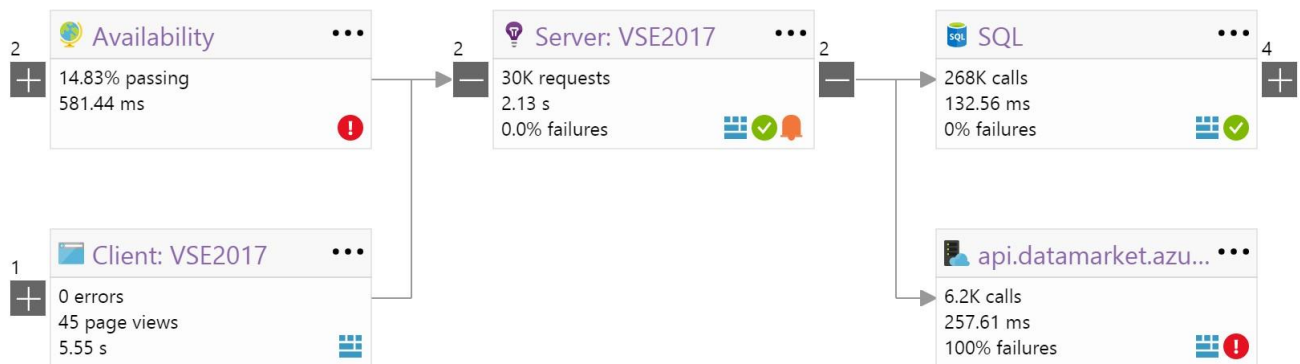 2
Availability
14.83% passing
581.44 ms
1
Client: VSE2017
0 errors
45 page views
5.55 s
2
Server: VSE2017
30K requests
2.13 s
0.0% failures
2
SQL
SQL
268K calls
132.56 ms
0% failures
4
api.datamarket.azu...
6.2K calls
257.61 ms
100% failures